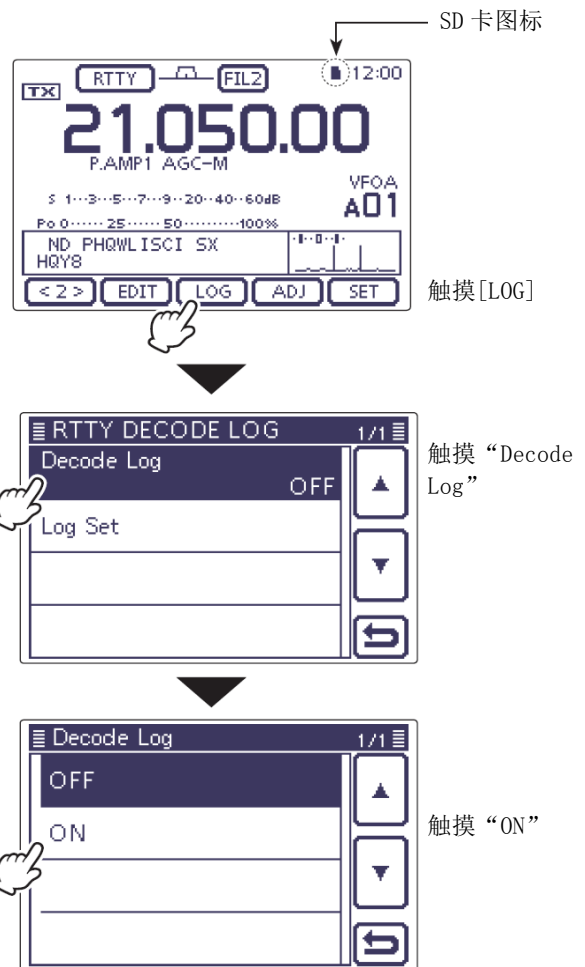 SD 卡图标
TX RTTY FIL2 12:00
21.050.00
P.AMP1 AGC-M
VFOA
A01
S 1···3···5···7···9··20··40··60dB
Po 0······25······50··········100%
ND PHQWLISCI SX
HQY8
<2> EDIT LOG ADJ SET
触摸[LOG]
RTTY DECODE LOG 1/1
Decode Log
OFF
Log Set
触摸“Decode
Log”
Decode Log 1/1
OFF
ON
触摸“ON”